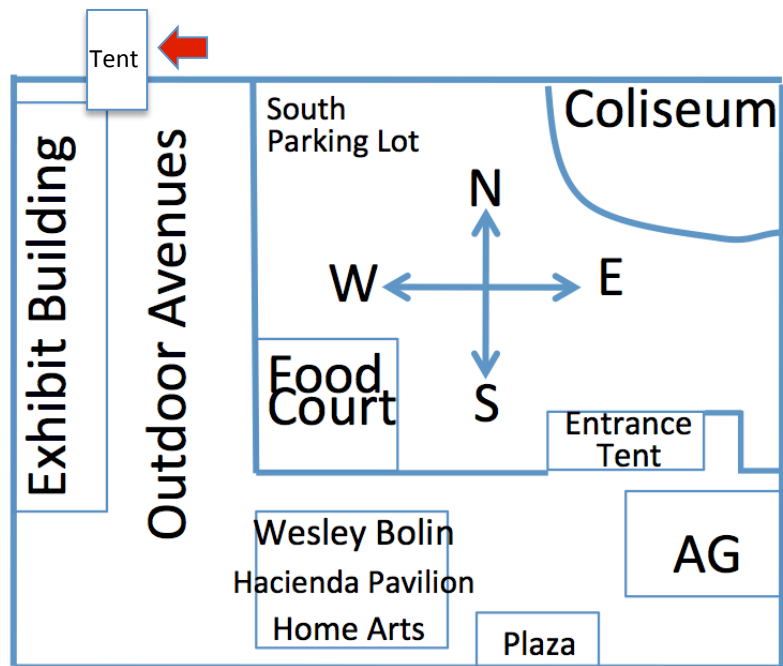 Tent
South
Parking Lot
Coliseum
Exhibit Building
Outdoor Avenues
N
W
E
S
Food
Court
Entrance
Tent
Wesley Bolin
Hacienda Pavilion
Home Arts
AG
Plaza